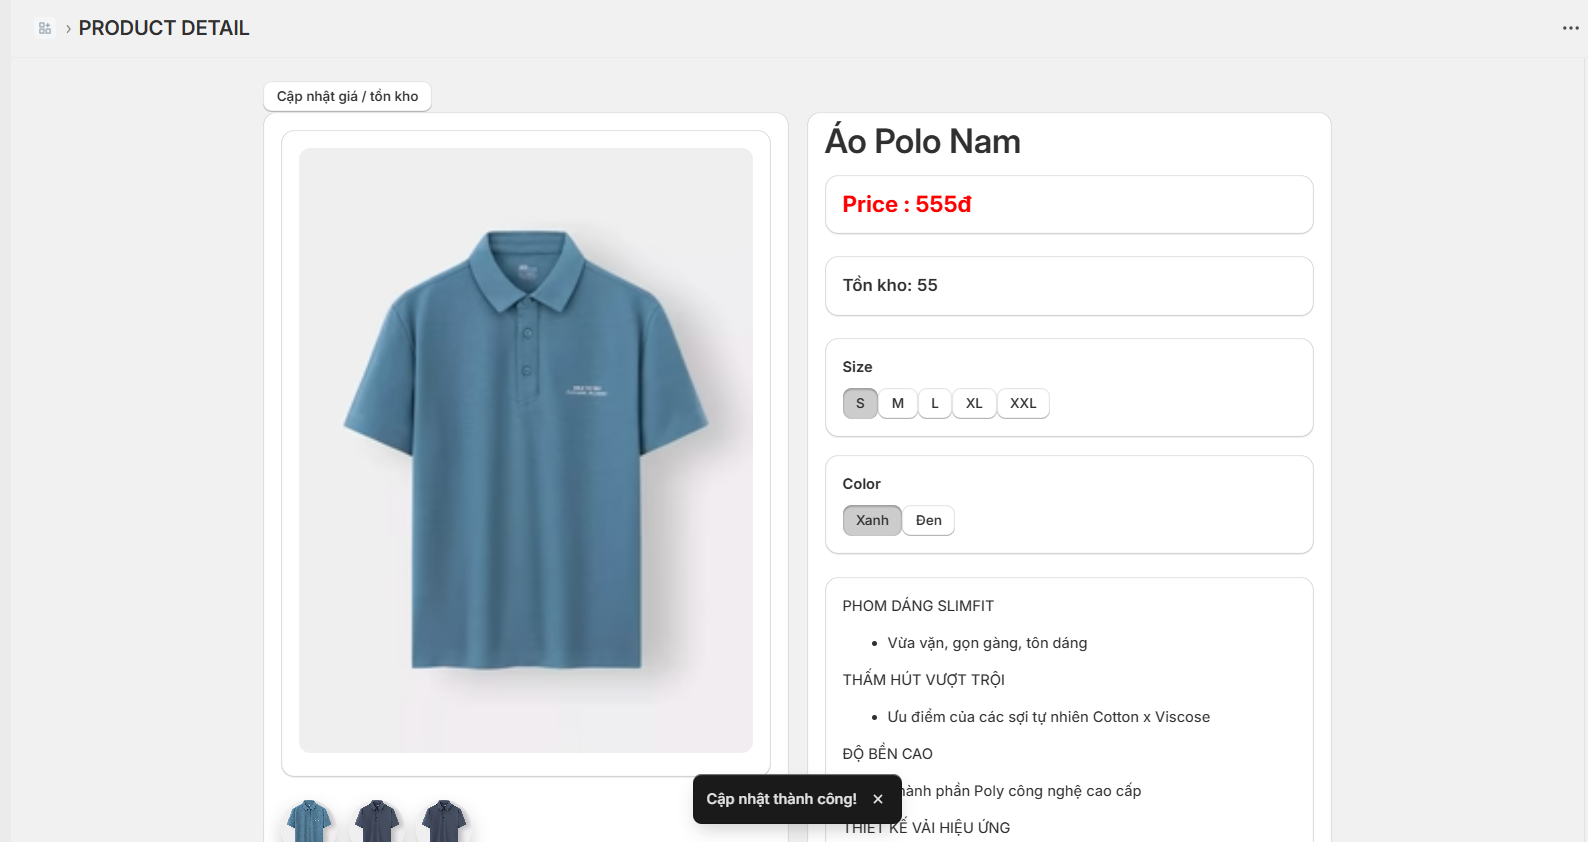 PRODUCT DETAIL
Cập nhật giá / tồn kho
Áo Polo Nam
Price : 555đ
Tồn kho: 55
Size
S M L XL XXL
Color
Xanh Đen
PHOM DÁNG SLIMFIT
• Vừa vặn, gọn gàng, tôn dáng
THẤM HÚT VƯỢT TRỘI
• Ưu điểm của các sợi tự nhiên Cotton x Viscose
ĐỘ BỀN CAO
phần Poly công nghệ cao cấp
THIẾT KẾ VẢI HIỆU ỨNG
Cập nhật thành công!